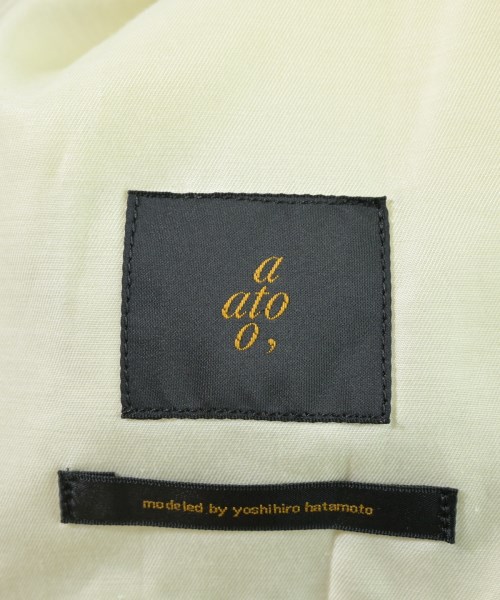 a
ato
o,
modeled by yoshihiro hatamoto